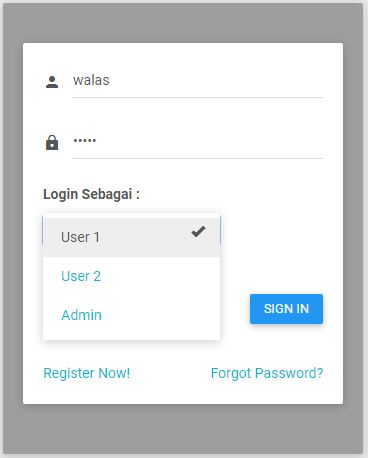 walas
•••••
Login Sebagai :
User 1
User 2
Admin
SIGN IN
Register Now! Forgot Password?